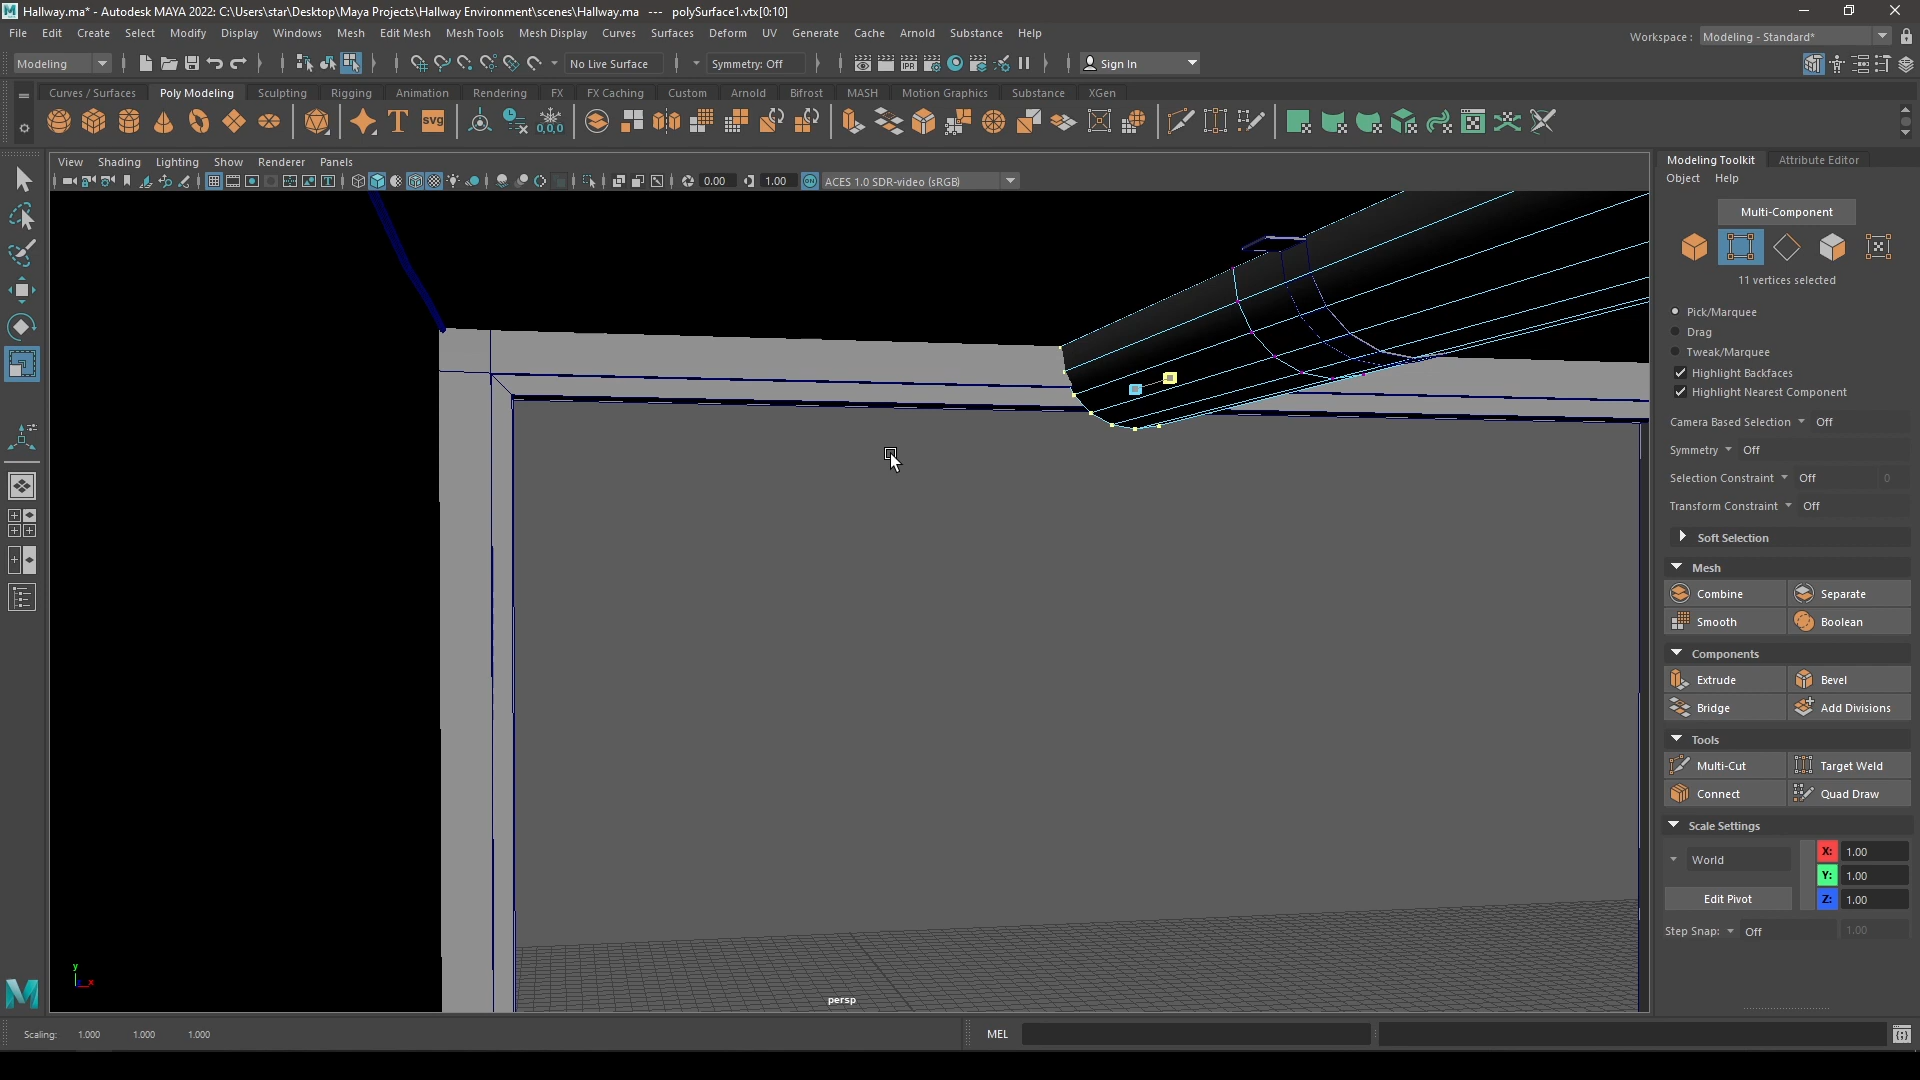 Hallway.ma* - Autodesk MAYA 2022: C:\Users\star\Desktop\Maya Projects\Hallway Environment\scenes\Hallway.ma --- polySurface1.vtx[0:10]
File Edit Create Select Modify Display Windows Mesh Edit Mesh Mesh Tools Mesh Display Curves Surfaces Deform UV Generate Cache Arnold Substance Help
Workspace : Modeling - Standard*
Modeling
No Live Surface
Symmetry: Off
Sign In
Curves / Surfaces Poly Modeling Sculpting Rigging Animation Rendering FX FX Caching Custom Arnold Bifrost MASH Motion Graphics Substance XGen
T svg 0,0,0
View Shading Lighting Show Renderer Panels
0.00 1.00 ON ACES 1.0 SDR-video (sRGB)
Modeling Toolkit Attribute Editor
Object Help
Multi-Component
11 vertices selected
Pick/Marquee
Drag
Tweak/Marquee
Highlight Backfaces
Highlight Nearest Component
Camera Based Selection Off
Symmetry Off
Selection Constraint Off 0
Transform Constraint Off
Soft Selection
Mesh
Combine Separate
Smooth Boolean
Components
Extrude Bevel
Bridge Add Divisions
Tools
Multi-Cut Target Weld
Connect Quad Draw
Scale Settings
World
X: 1.00
Y: 1.00
Edit Pivot
Z: 1.00
Step Snap: Off 1.00
y
x
persp
Scaling: 1.000 1.000 1.000
MEL